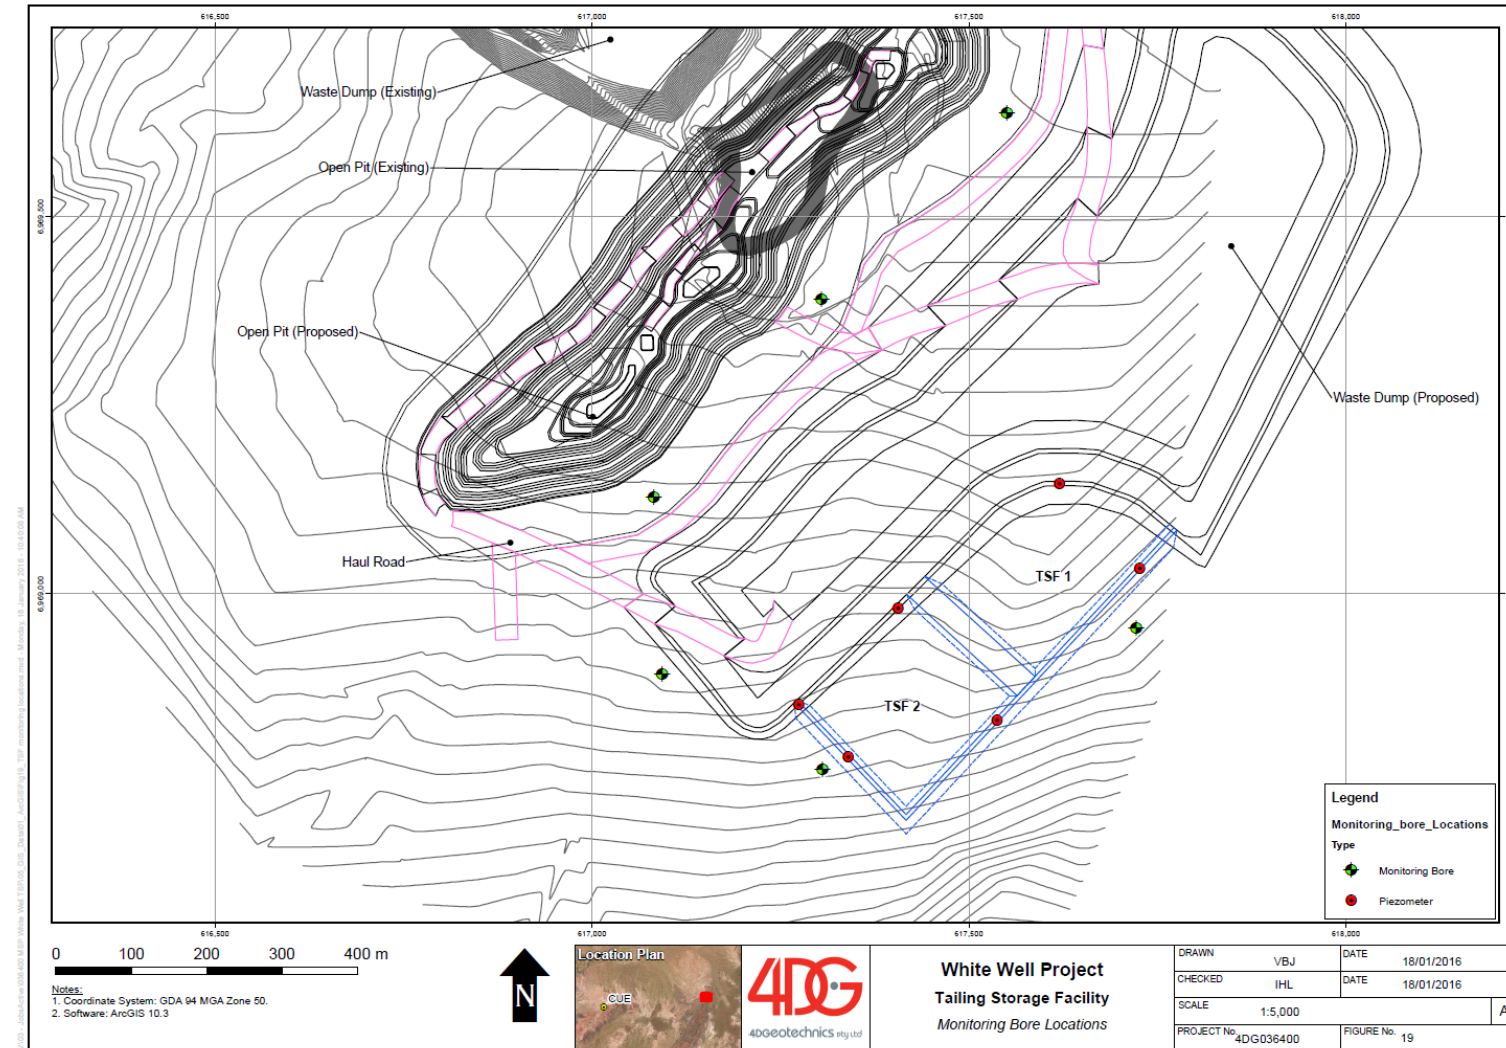 616,500 617,000 617,500 618,000
Waste Dump (Existing)
Open Pit (Existing)
6,969,500
Open Pit (Proposed)
Waste Dump (Proposed)
Haul Road
TSF 1
6,969,000
TSF 2
Legend
Monitoring_bore_Locations
Type
Monitoring Bore
Piezometer
616,500 617,000 617,500 618,000
0 100 200 300 400 m
Notes:
1. Coordinate System: GDA 94 MGA Zone 50.
2. Software: ArcGIS 10.3
N
Location Plan
CUE
4DG
4DGeotechnics pty ltd
White Well Project
Tailing Storage Facility
Monitoring Bore Locations
DRAWN VBJ DATE 18/01/2016
CHECKED IHL DATE 18/01/2016
SCALE 1:5,000 A
PROJECT No. 4DG036400 FIGURE No. 19